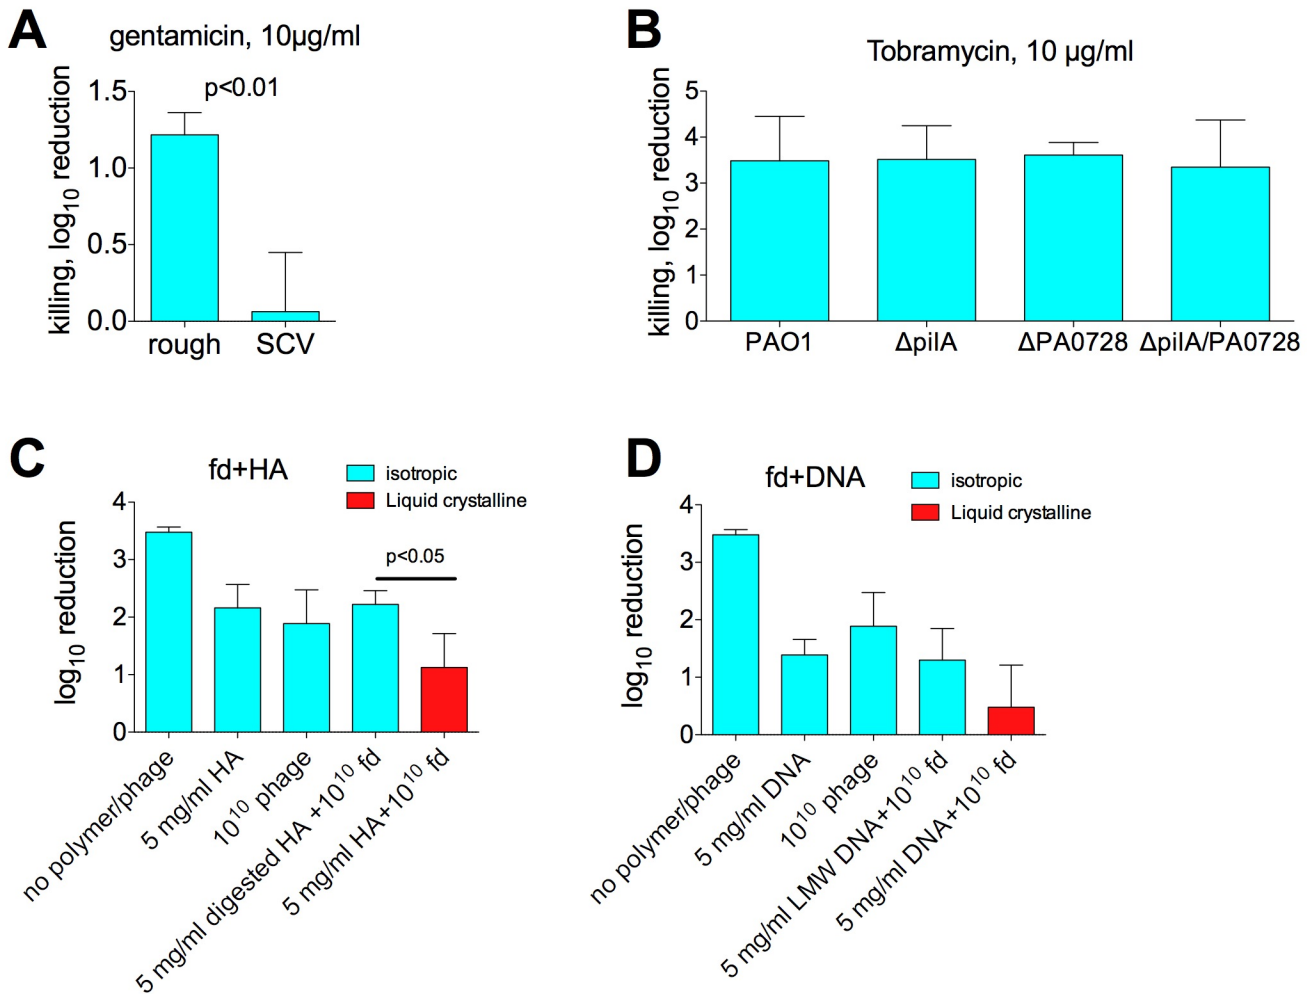 A
gentamicin, 10µg/ml
p<0.01
killing, log10 reduction
1.5
1.0
0.5
0.0
rough
SCV
B
Tobramycin, 10 µg/ml
killing, log10 reduction
5
4
3
2
1
0
PAO1
ΔpilA
ΔPA0728
ΔpilA/PA0728
C
fd+HA
isotropic
Liquid crystalline
p<0.05
log10 reduction
4
3
2
1
0
no polymer/phage
5 mg/ml HA
10^10 phage
5 mg/ml digested HA +10^10 fd
5 mg/ml HA+10^10 fd
D
fd+DNA
isotropic
Liquid crystalline
log10 reduction
4
3
2
1
0
no polymer/phage
5 mg/ml DNA
10^10 phage
5 mg/ml LMW DNA+10^10 fd
5 mg/ml DNA+10^10 fd